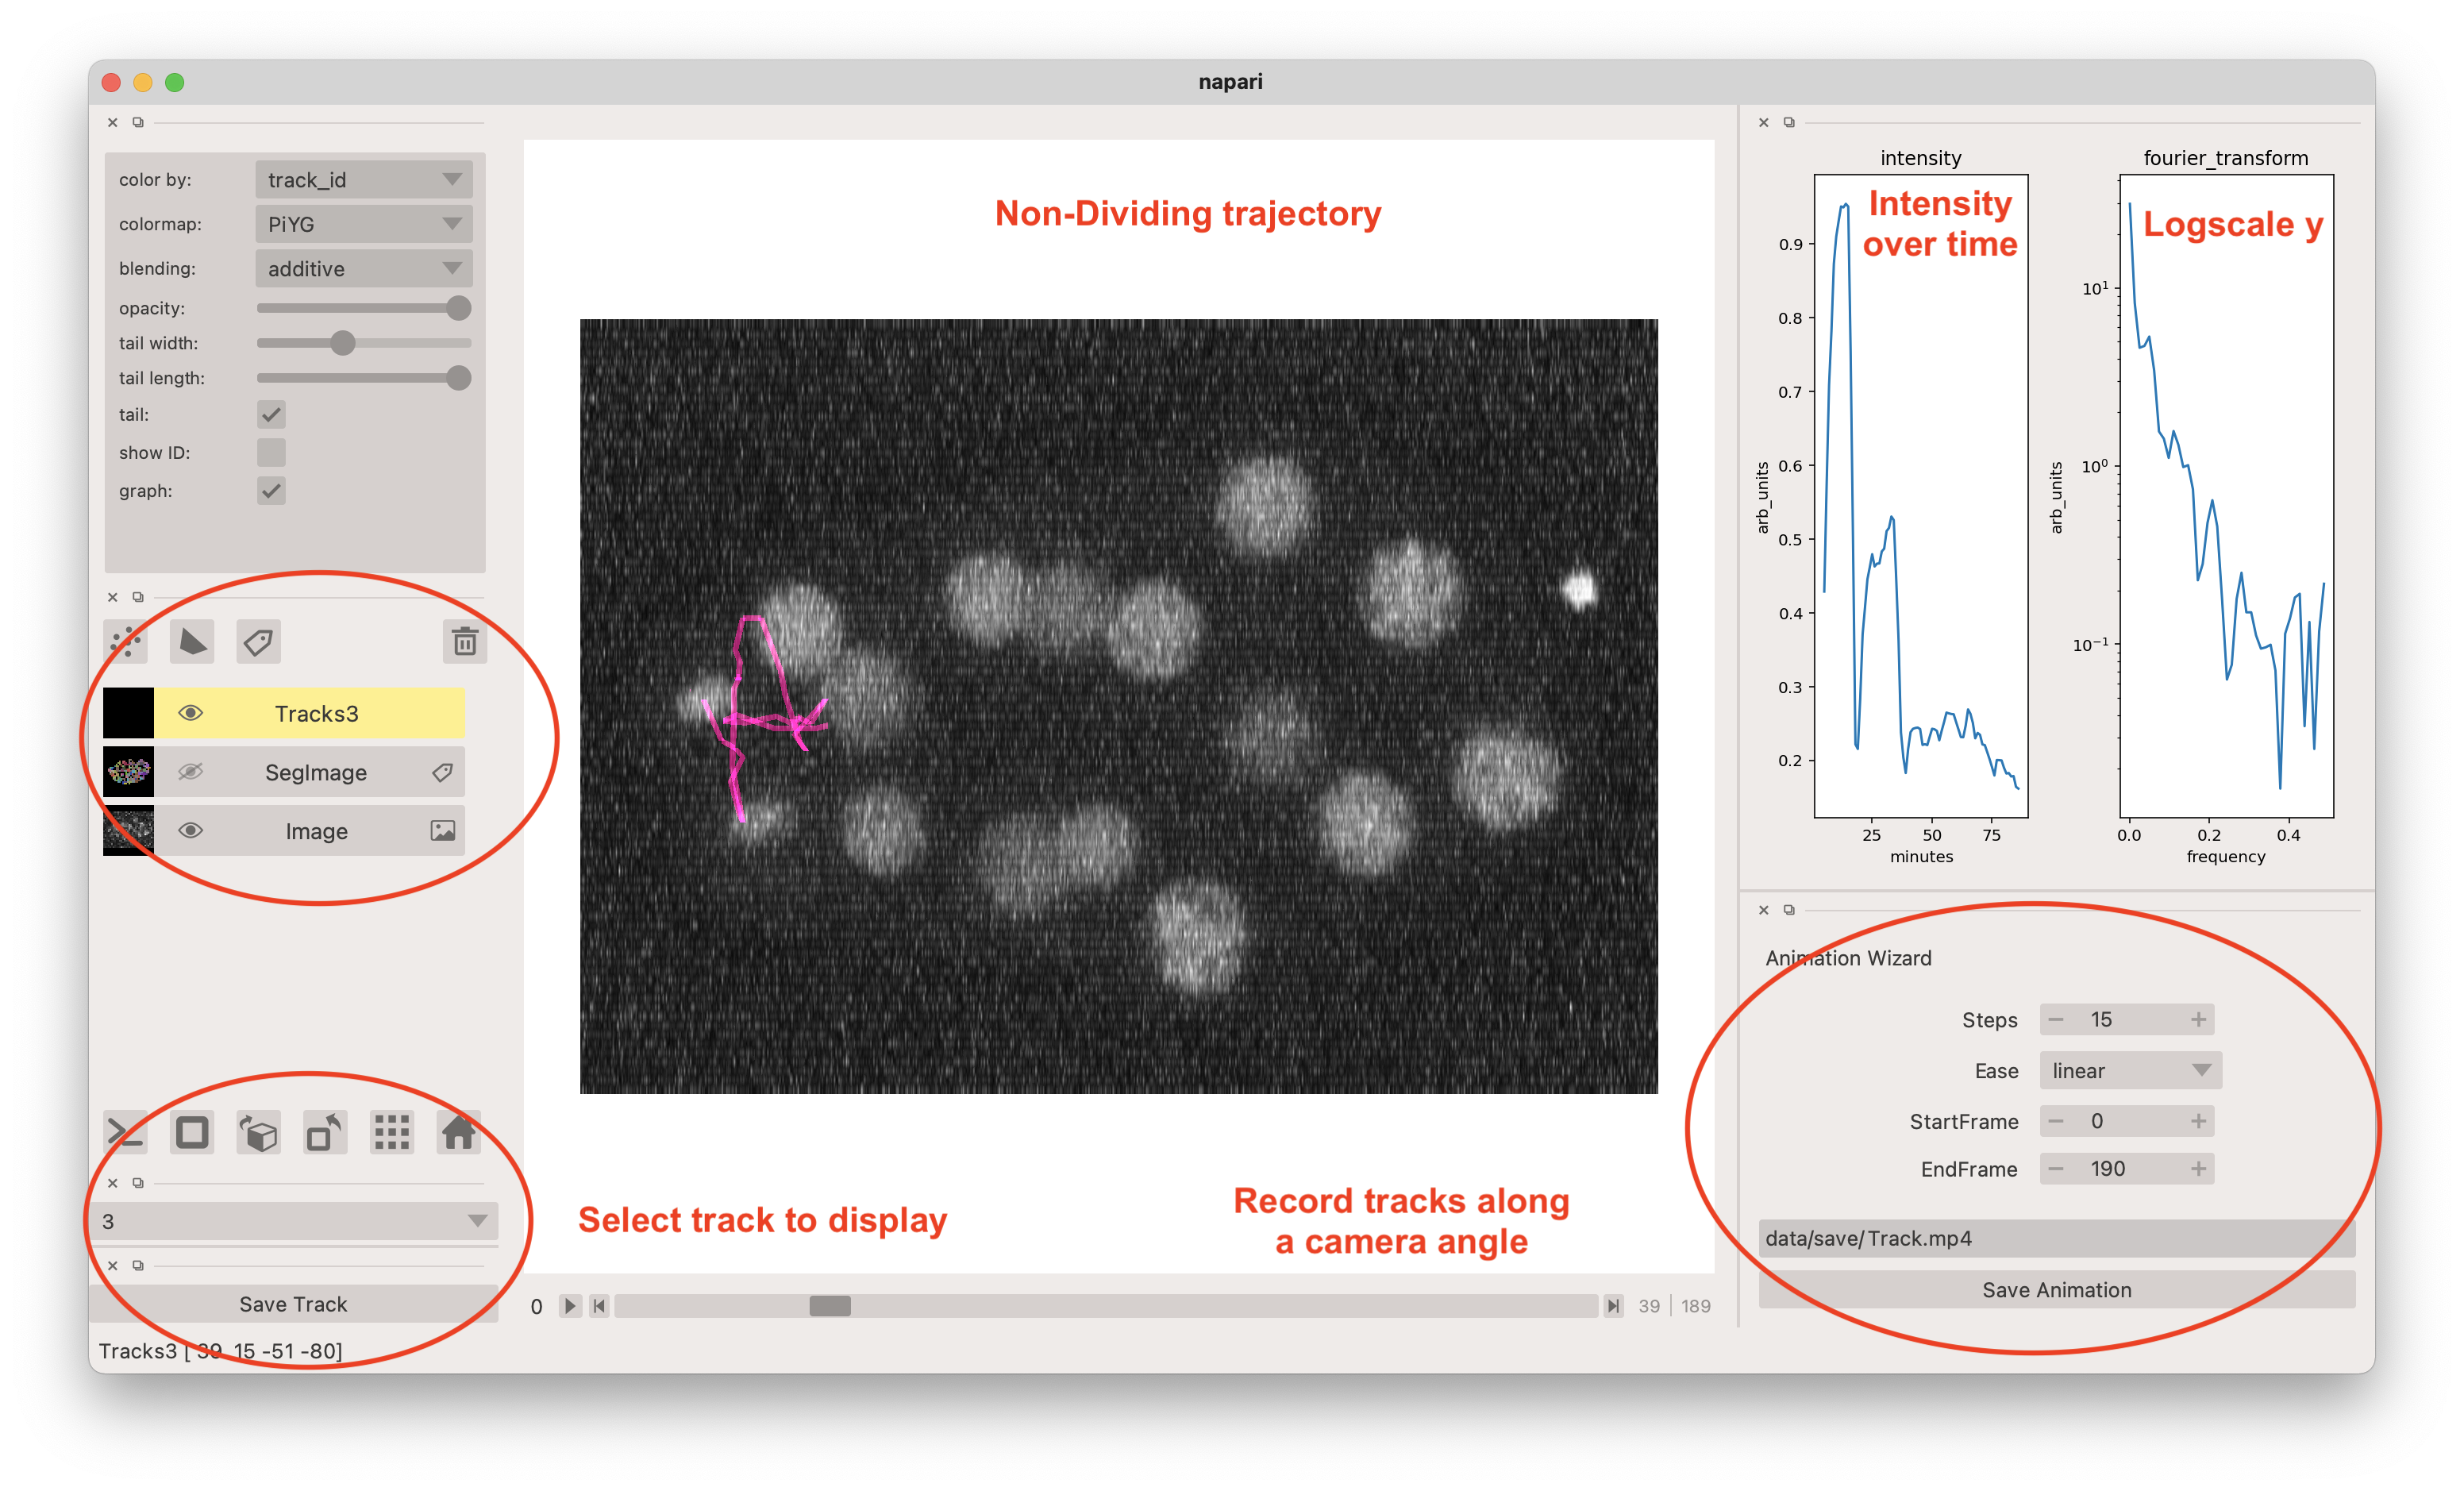 napari
color by:
track_id
colormap:
PiYG
blending:
additive
opacity:
tail width:
tail length:
tail:
show ID:
graph:
Tracks3
SegImage
Image
3
Save Track
Tracks3 [ 39 15 -51 -80]
Non-Dividing trajectory
Select track to display
Record tracks along
a camera angle
0
39 | 189
intensity
Intensity
over time
0.9
0.8
0.7
0.6
0.5
0.4
0.3
0.2
arb_units
25 50 75
minutes
fourier_transform
Logscale y
10¹
10⁰
10⁻¹
arb_units
0.0 0.2 0.4
frequency
Animation Wizard
Steps
15
Ease
linear
StartFrame
0
EndFrame
190
data/save/Track.mp4
Save Animation